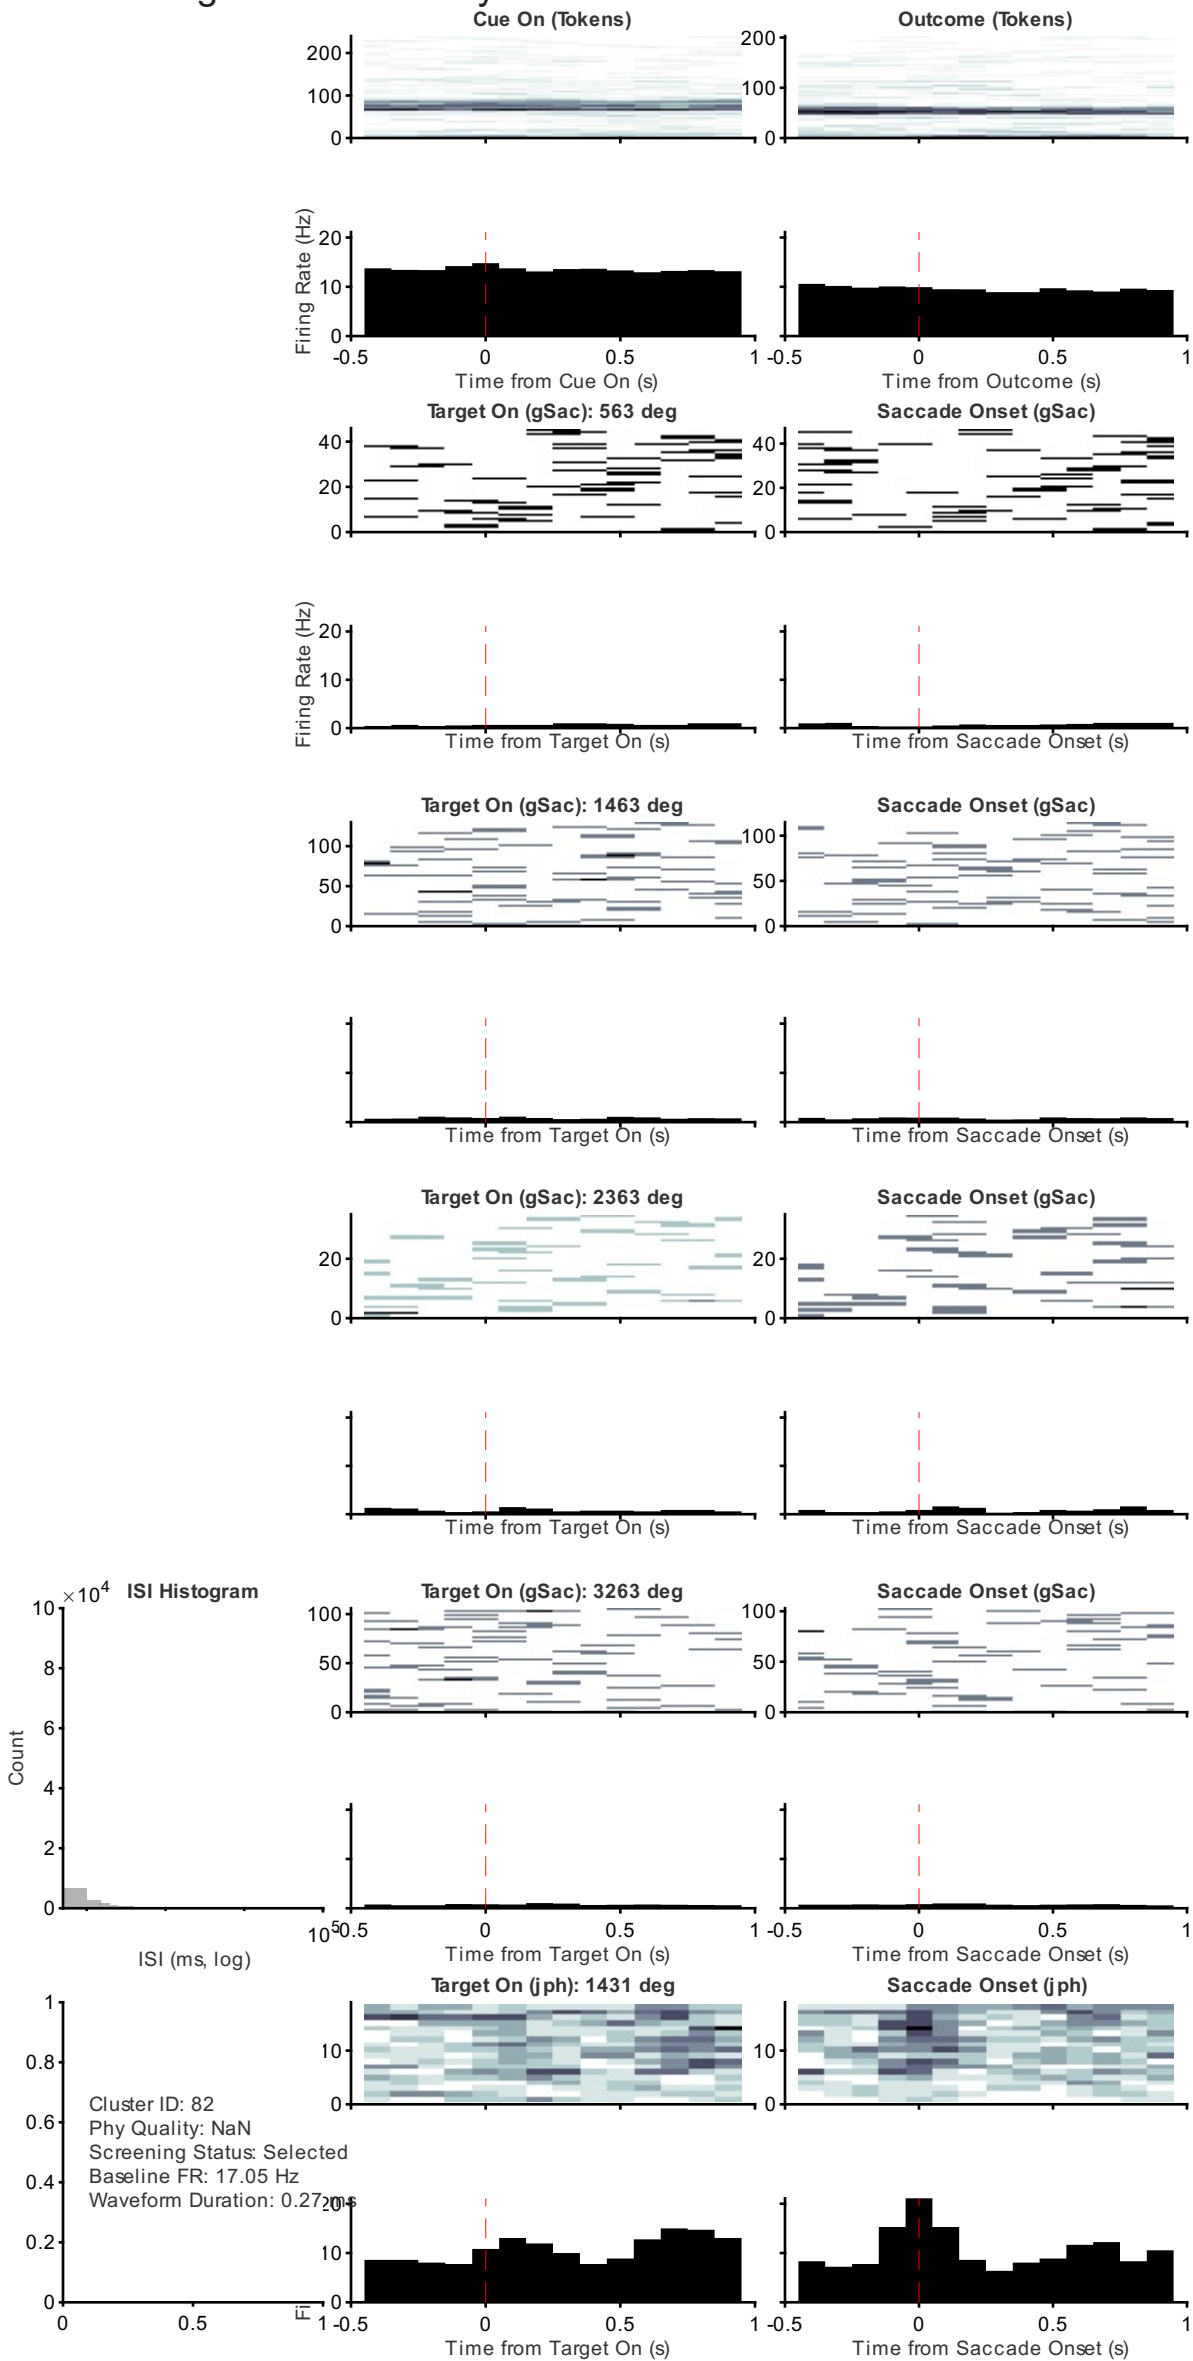 Cue On (Tokens)
Outcome (Tokens)
200
100
0
200
100
0
Firing Rate (Hz)
20
10
0
-0.5
0
0.5
1
-0.5
0
0.5
1
Time from Cue On (s)
Time from Outcome (s)
Target On (gSac): 563 deg
Saccade Onset (gSac)
40
20
0
40
20
0
Firing Rate (Hz)
20
10
0
Time from Target On (s)
Time from Saccade Onset (s)
Target On (gSac): 1463 deg
Saccade Onset (gSac)
100
50
0
100
50
0
Time from Target On (s)
Time from Saccade Onset (s)
Target On (gSac): 2363 deg
Saccade Onset (gSac)
20
0
20
0
Time from Target On (s)
Time from Saccade Onset (s)
×10⁴
ISI Histogram
Target On (gSac): 3263 deg
Saccade Onset (gSac)
10
8
6
4
2
0
Count
10⁵
ISI (ms, log)
100
50
0
100
50
0
-0.5
0
0.5
1
-0.5
0
0.5
1
Time from Target On (s)
Time from Saccade Onset (s)
Target On (jph): 1431 deg
Saccade Onset (jph)
1
0.8
0.6
0.4
0.2
0
0
0.5
1
Cluster ID: 82
Phy Quality: NaN
Screening Status: Selected
Baseline FR: 17.05 Hz
Waveform Duration: 0.27 ms
10
0
10
0
20
10
0
Fi
-0.5
0
0.5
1
-0.5
0
0.5
1
Time from Target On (s)
Time from Saccade Onset (s)